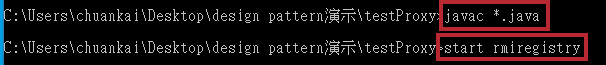 C:\Users\chuankai\Desktop\design pattern演示\testProxy>javac *.java
C:\Users\chuankai\Desktop\design pattern演示\testProxy>start rmiregistry